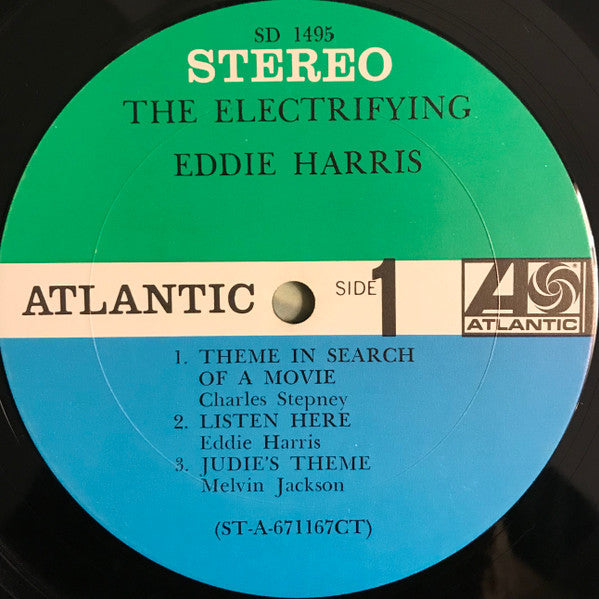 SD 1495
STEREO
THE ELECTRIFYING
EDDIE HARRIS
ATLANTIC
SIDE 1
A
ATLANTIC
1. THEME IN SEARCH
OF A MOVIE
Charles Stepney
2. LISTEN HERE
Eddie Harris
3. JUDIE'S THEME
Melvin Jackson
(ST-A-671167CT)